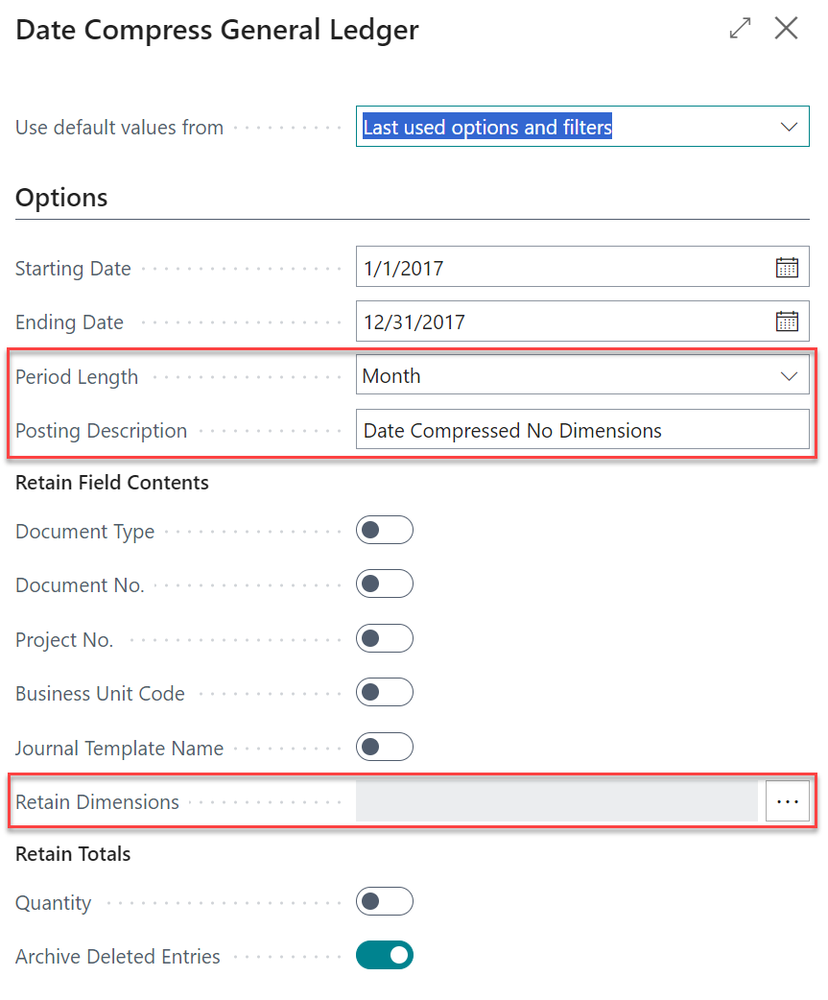 Date Compress General Ledger
Use default values from Last used options and filters
Options
Starting Date 1/1/2017
Ending Date 12/31/2017
Period Length Month
Posting Description Date Compressed No Dimensions
Retain Field Contents
Document Type
Document No.
Project No.
Business Unit Code
Journal Template Name
Retain Dimensions ...
Retain Totals
Quantity
Archive Deleted Entries